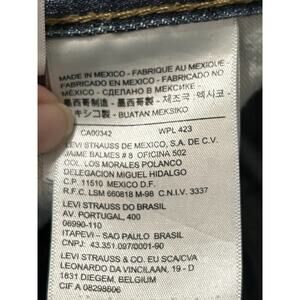 MADE IN MEXICO - FABRIQUE AU MEXIQUE
FABRICADO EN MEXICO - FABRICADO EN
MÉXICO - СДЕЛАНО В МЕКСИКЕ -
墨西哥制造 - 墨西哥製 - 제조국 : 멕시코 -
キシコ製 - BUATAN MEKSIKO
CA00342 WPL 423
LEVI STRAUSS DE MEXICO, S.A. DE C.V.
JAIME BALMES # 8 OFICINA 502
COL. LOS MORALES POLANCO
DELEGACION MIGUEL HIDALGO
C.P. 11510 MEXICO D.F.
R.F.C. LSM 660818 M-98 C.N.I.V. 3337
LEVI STRAUSS DO BRASIL
AV. PORTUGAL, 400
06690-110
ITAPEVI - SAO PAULO BRASIL
CNPJ: 43.351.097/0001-90
LEVI STRAUSS & CO. EU SCA/CVA
LEONARDO DA VINCILAAN, 19 - D
1831 DIEGEM, BELGIUM
CIF A 08298606